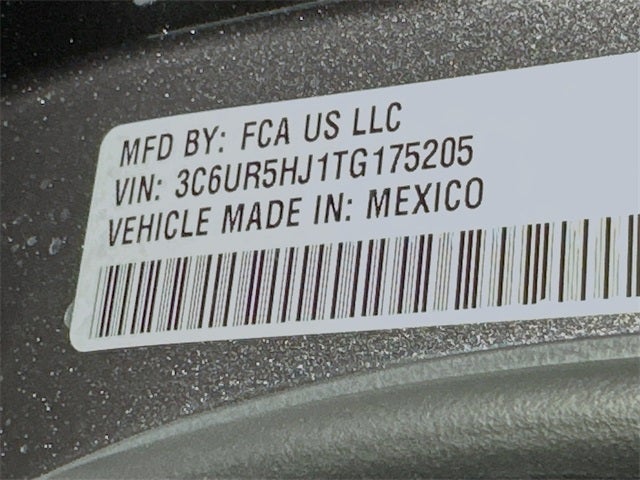 MFD BY: FCA US LLC
VIN: 3C6UR5HJ1TG175205
VEHICLE MADE IN: MEXICO